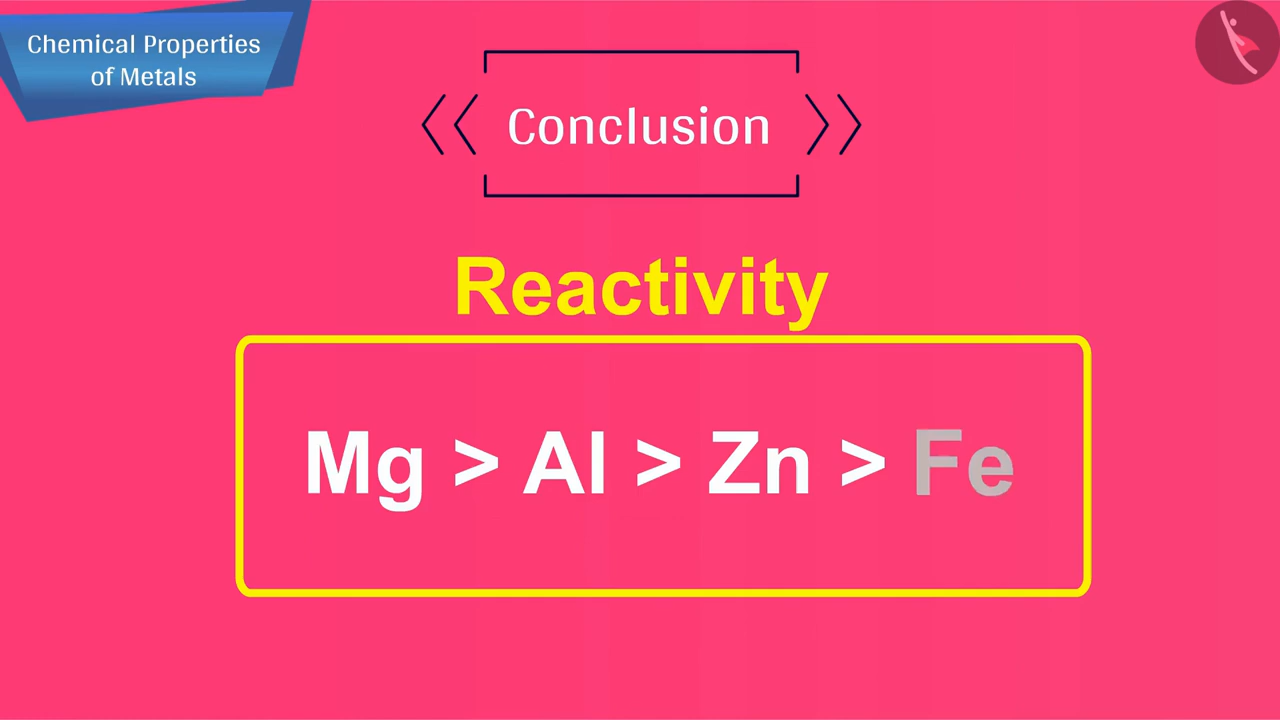 Chemical Properties
of Metals
Conclusion
Reactivity
Mg > Al > Zn > Fe